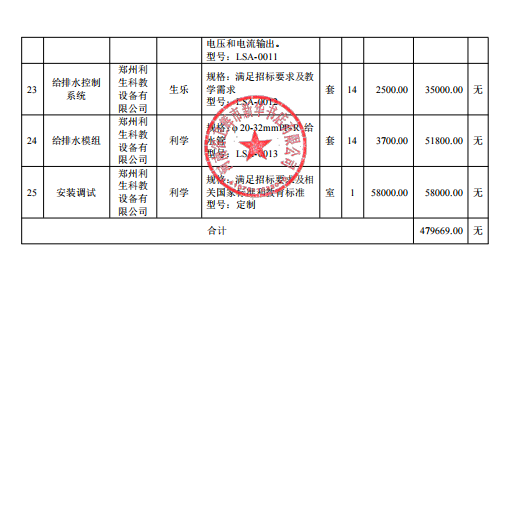 电压和电流输出。
型号：LSA-0011
23 给排水控制系统 郑州利生科教设备有限公司 生乐 规格：满足招标要求及教学需求 型号：LSA-0012 套 14 2500.00 35000.00 无
24 给排水模组 郑州利生科教设备有限公司 利学 规格：φ20-32mmPP-R 给水管 型号：LSA-0013 套 14 3700.00 51800.00 无
25 安装调试 郑州利生科教设备有限公司 利学 规格：满足招标要求及相关国家标准和教育标准 型号：定制 室 1 58000.00 58000.00 无
合计 479669.00 无